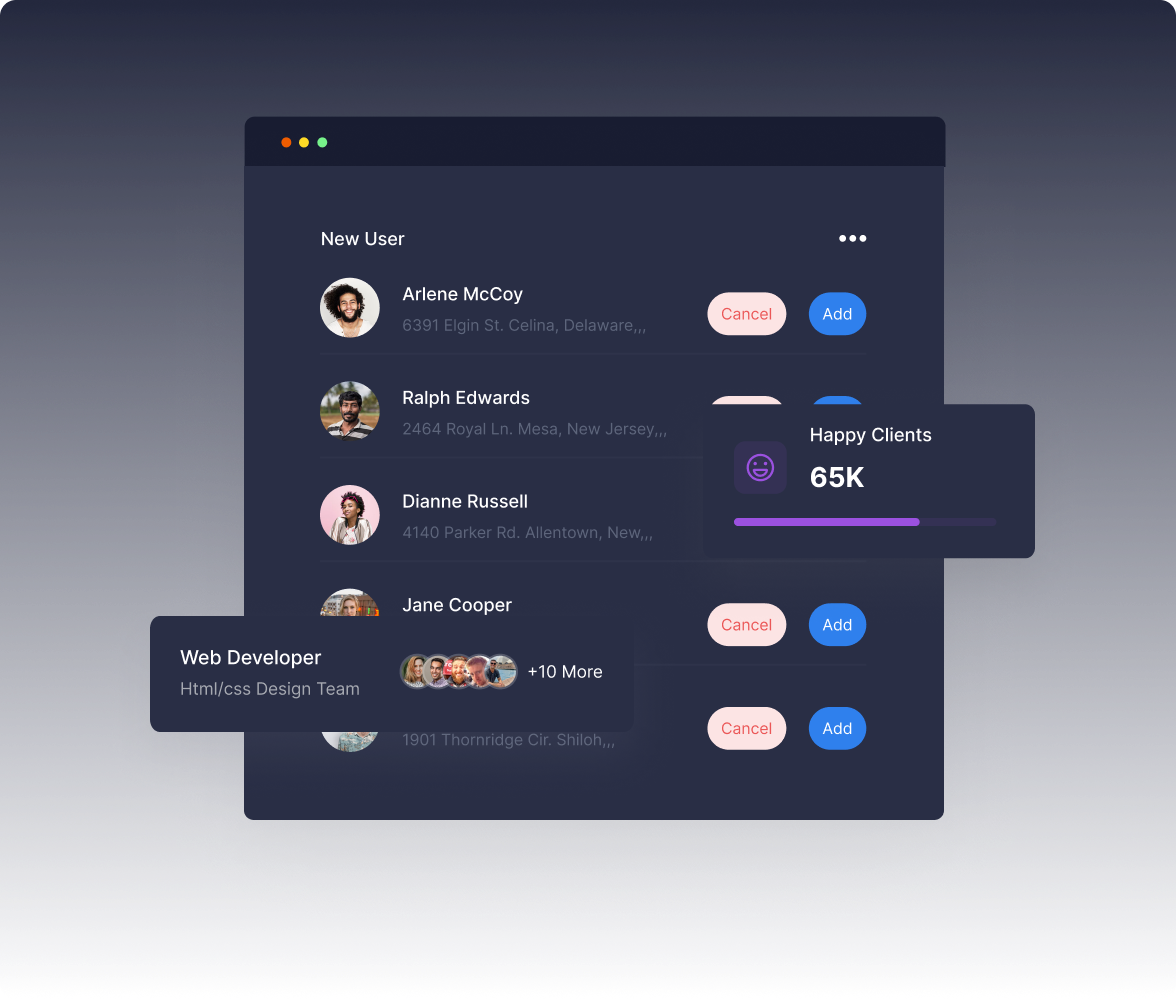 New User
Arlene McCoy
6391 Elgin St. Celina, Delaware,,,
Cancel Add
Ralph Edwards
2464 Royal Ln. Mesa, New Jersey,,,
Happy Clients
65K
Dianne Russell
4140 Parker Rd. Allentown, New,,,
Jane Cooper
Cancel Add
Web Developer
Html/css Design Team
+10 More
1901 Thornridge Cir. Shiloh,,,
Cancel Add